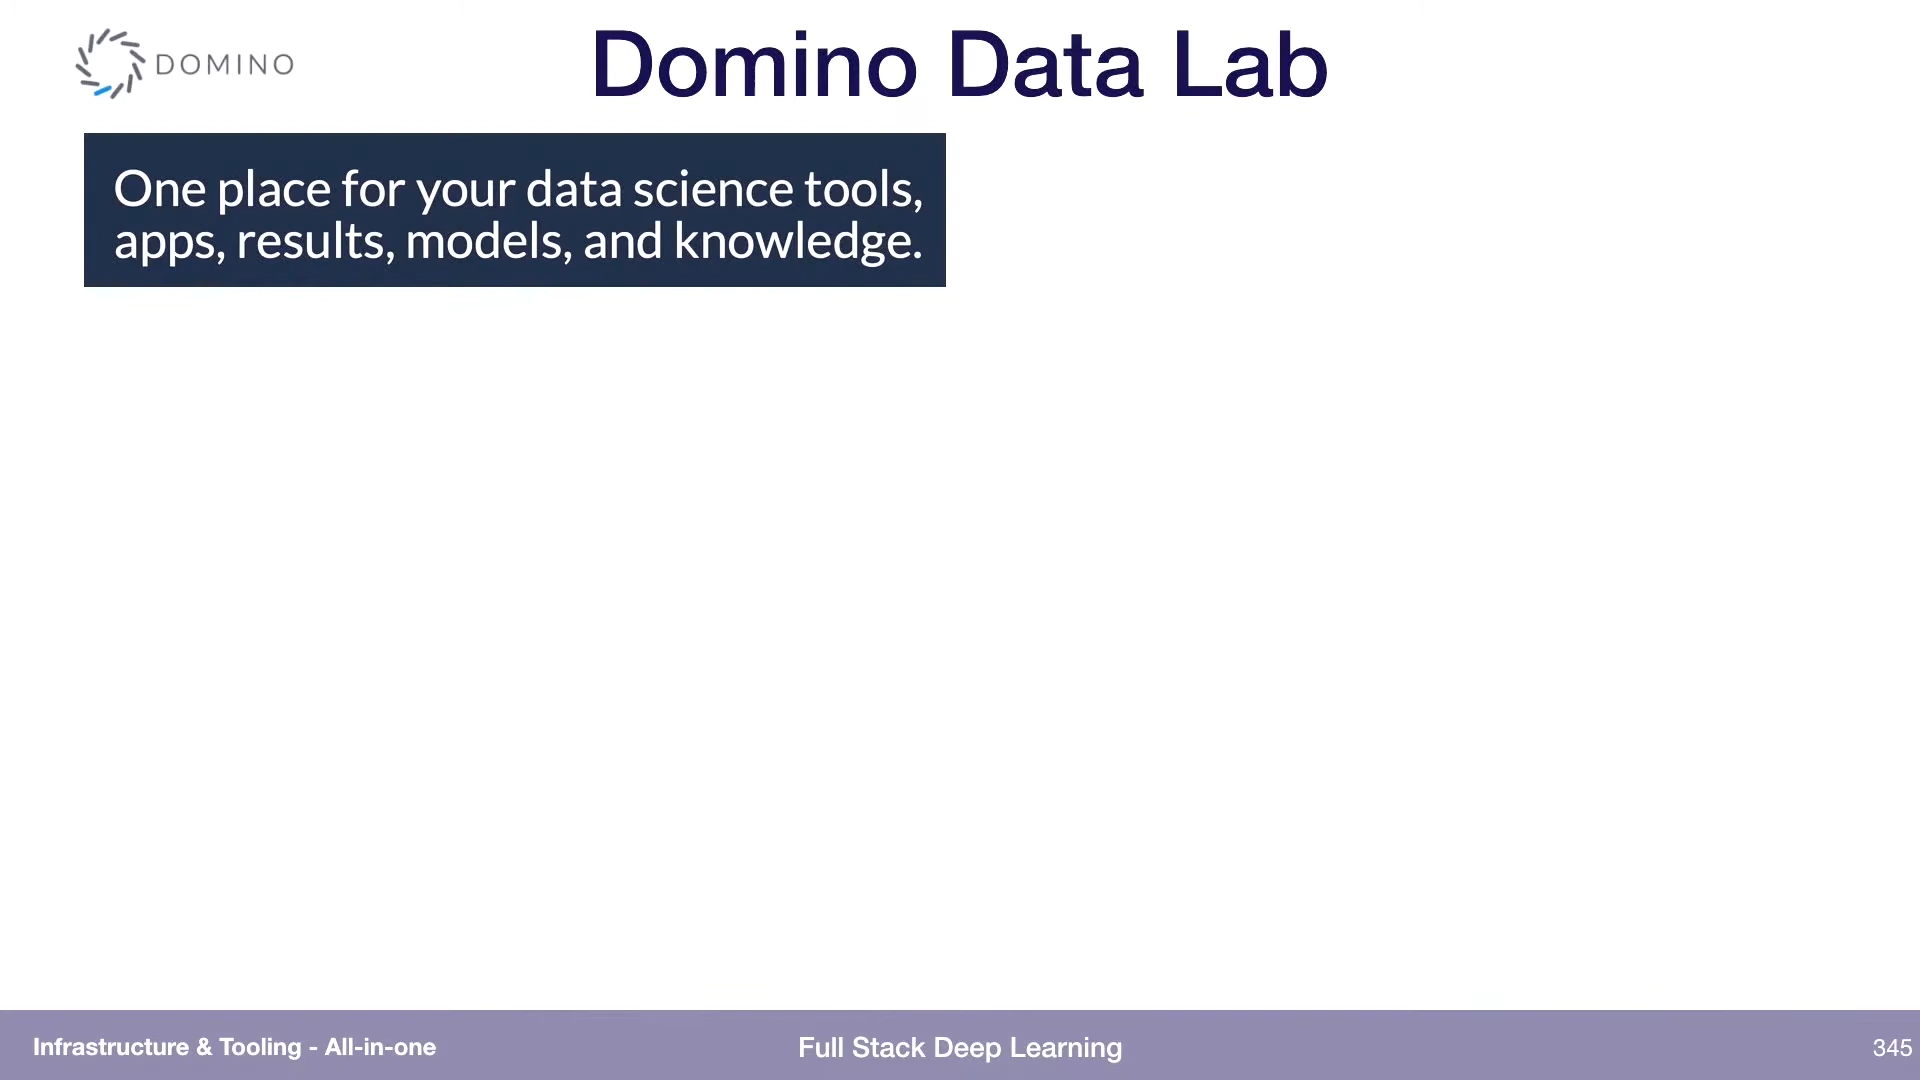 DOMINO
Domino Data Lab
One place for your data science tools,
apps, results, models, and knowledge.
Infrastructure & Tooling - All-in-one
Full Stack Deep Learning
345